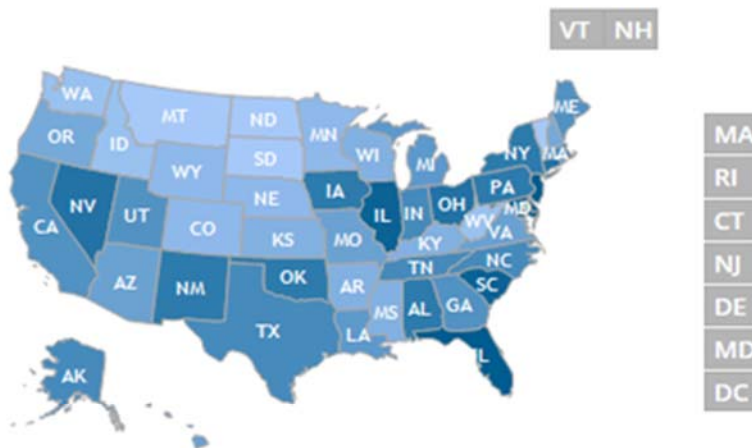 VT NH
WA
MT
ND
MN
ME
OR
ID
SD
WI
MI
NY
MA
MA
WY
NE
IA
PA
RI
NV
UT
CO
IL
IN
OH
MD
WV
CT
CA
KS
MO
KY
VA
NJ
AZ
NM
OK
AR
TN
NC
SC
DE
TX
LA
MS
AL
GA
IL
MD
AK
DC